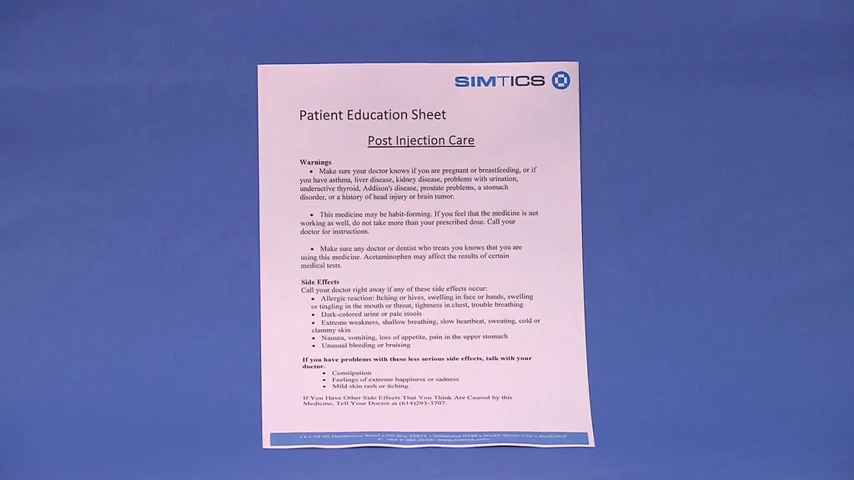 SIMTICS
Patient Education Sheet
Post Injection Care
Warnings
• Make sure your doctor knows if you are pregnant or breastfeeding, or if
you have asthma, liver disease, kidney disease, problems with urination,
underactive thyroid, Addison's disease, prostate problems, a stomach
disorder, or a history of head injury or brain tumor.
• This medicine may be habit-forming. If you feel that the medicine is not
working as well, do not take more than your prescribed dose. Call your
doctor for instructions.
• Make sure any doctor or dentist who treats you knows that you are
using this medicine. Acetaminophen may affect the results of certain
medical tests.
Side Effects
Call your doctor right away if any of these side effects occur:
• Allergic reaction: Itching or hives, swelling in face or hands, swelling
or tingling in the mouth or throat, tightness in chest, trouble breathing
• Dark-colored urine or pale stools
• Extreme weakness, shallow breathing, slow heartbeat, sweating, cold or
clammy skin
• Nausea, vomiting, loss of appetite, pain in the upper stomach
• Unusual bleeding or bruising
If you have problems with these less serious side effects, talk with your
doctor.
• Constipation
• Feelings of extreme happiness or sadness
• Mild skin rash or itching
If You Have Other Side Effects That You Think Are Caused by this
Medicine, Tell Your Doctor at (614)293-3707.